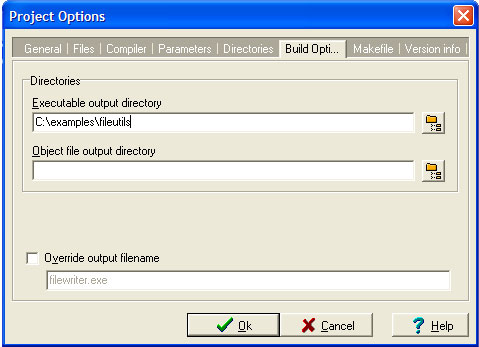 Project Options
General | Files | Compiler | Parameters | Directories | Build Opti... | Makefile | Version info |
Directories
Executable output directory
C:\examples\fileutils
Object file output directory
Override output filename
filewriter.exe
Ok Cancel ? Help